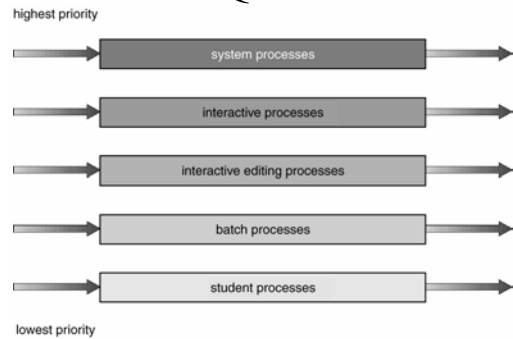 highest priority
system processes
interactive processes
interactive editing processes
batch processes
student processes
lowest priority